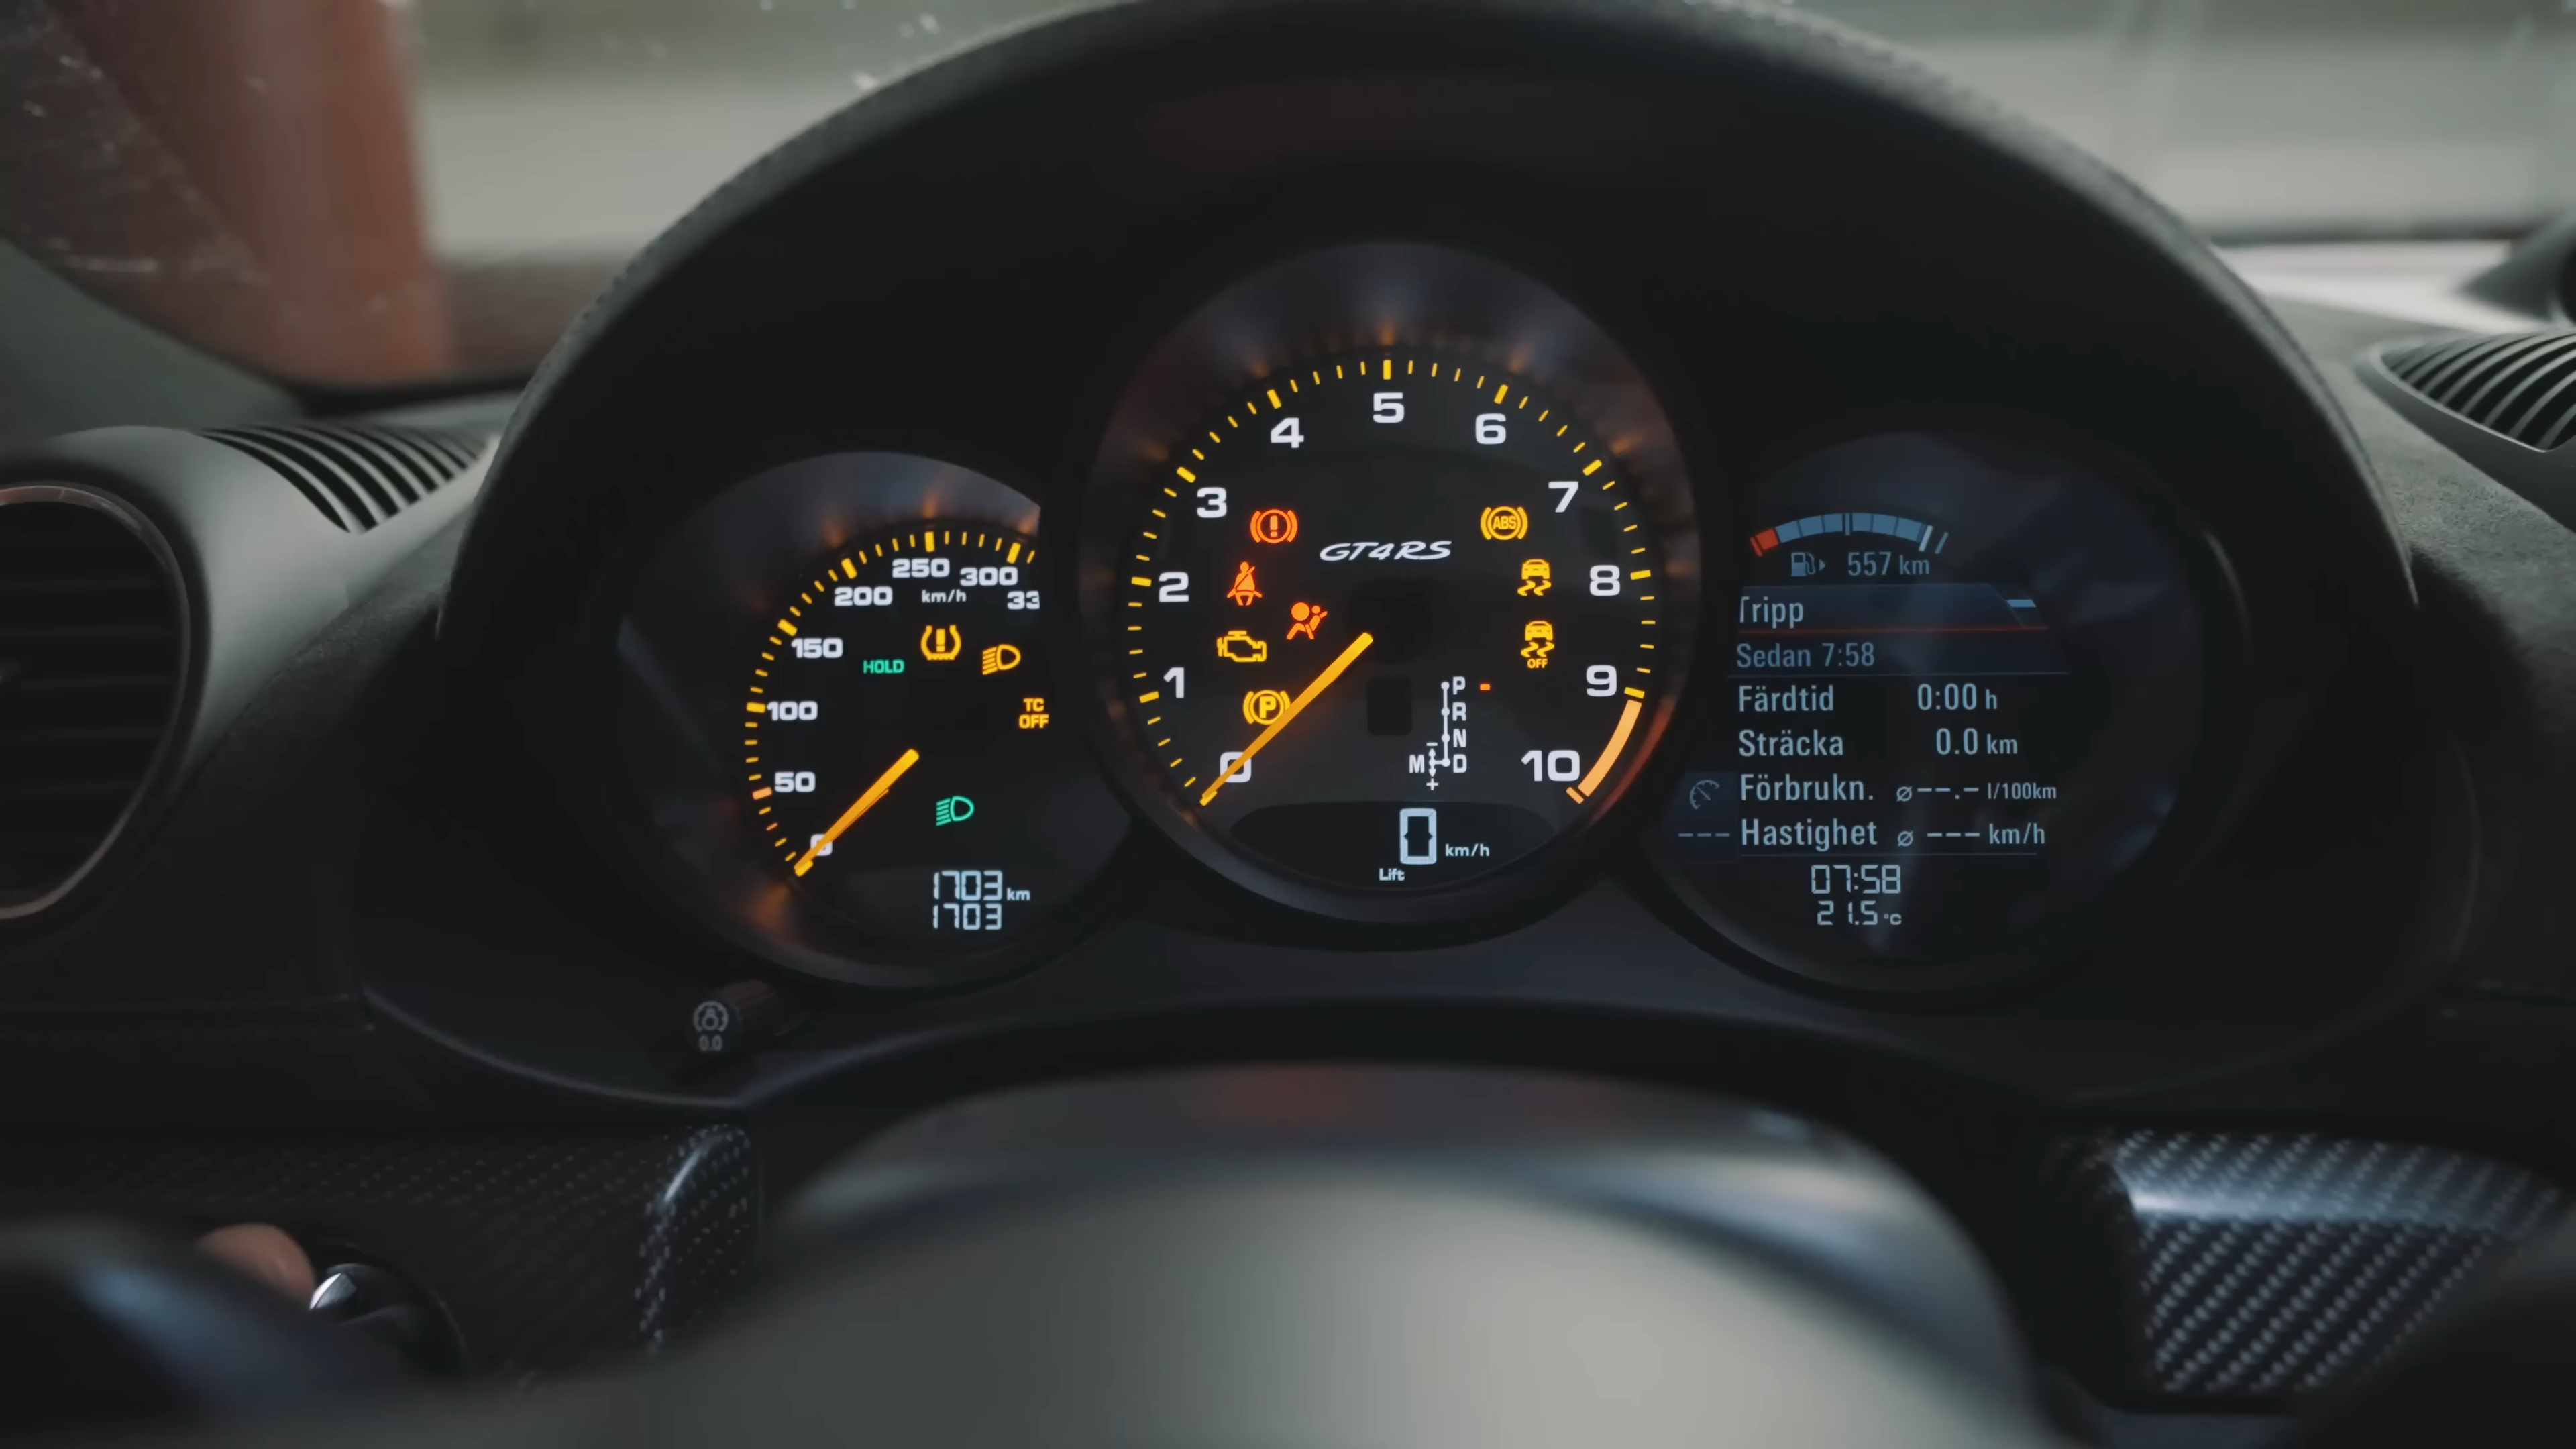 50
100
150
200
250
300
33
km/h
HOLD
TC
OFF
0
1703 km
1703
0.0
0
1
2
3
4
5
6
7
8
9
10
GT4RS
ABS
OFF
P
P
R
N
M D
- +
0 km/h
Lift
557 km
Tripp
Sedan 7:58
Färdtid 0:00 h
Sträcka 0.0 km
Förbrukn. ⌀--.- l/100km
--- Hastighet ⌀ --- km/h
07:58
21.5 °C